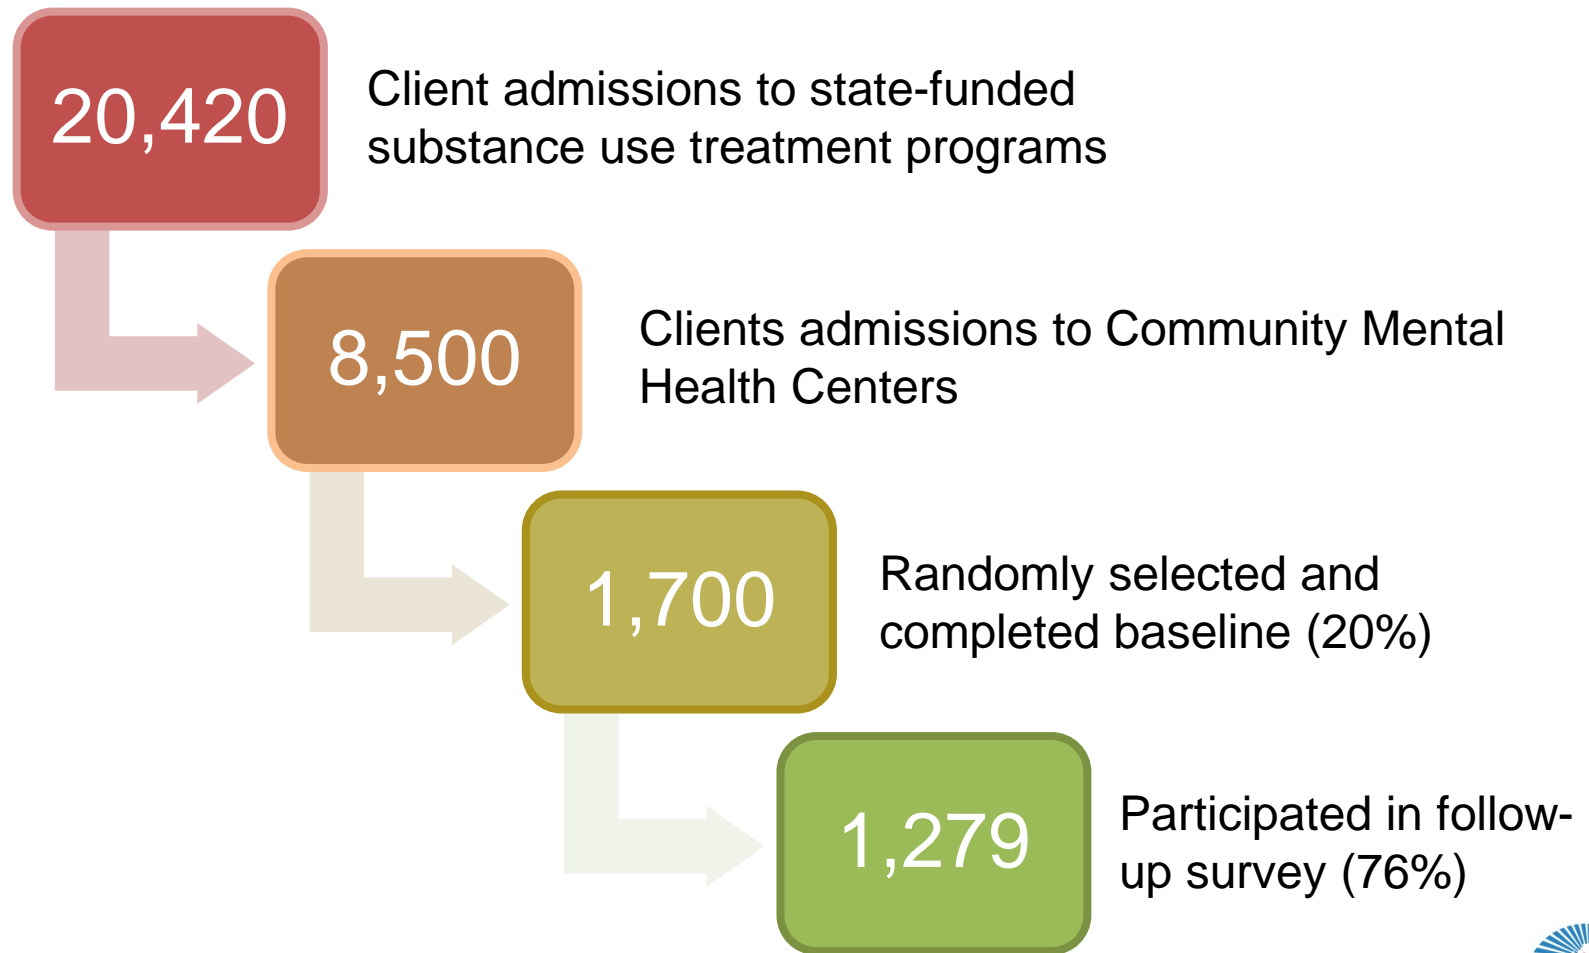 20,420
Client admissions to state-funded
substance use treatment programs
8,500
Clients admissions to Community Mental
Health Centers
1,700
Randomly selected and
completed baseline (20%)
1,279
Participated in follow-
up survey (76%)